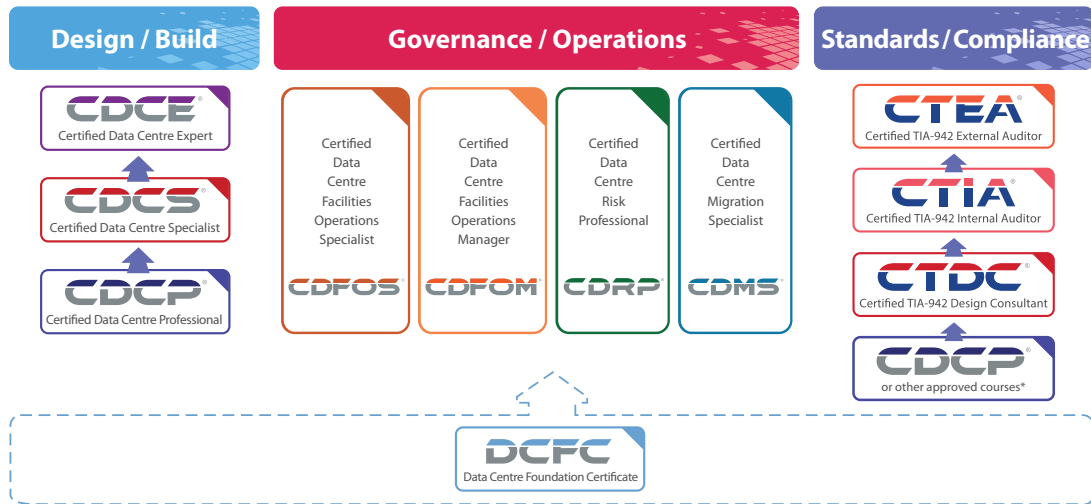 Design / Build
Governance / Operations
Standards / Compliance
CDCE®
Certified Data Centre Expert
CDCS®
Certified Data Centre Specialist
CDCP®
Certified Data Centre Professional
Certified
Data
Centre
Facilities
Operations
Specialist
CDFOS®
Certified
Data
Centre
Facilities
Operations
Manager
CDFOM®
Certified
Data
Centre
Risk
Professional
CDRP®
Certified
Data
Centre
Migration
Specialist
CDMS®
CTEA®
Certified TIA-942 External Auditor
CTIA®
Certified TIA-942 Internal Auditor
CTDC®
Certified TIA-942 Design Consultant
CDCP®
or other approved courses*
DCFC®
Data Centre Foundation Certificate